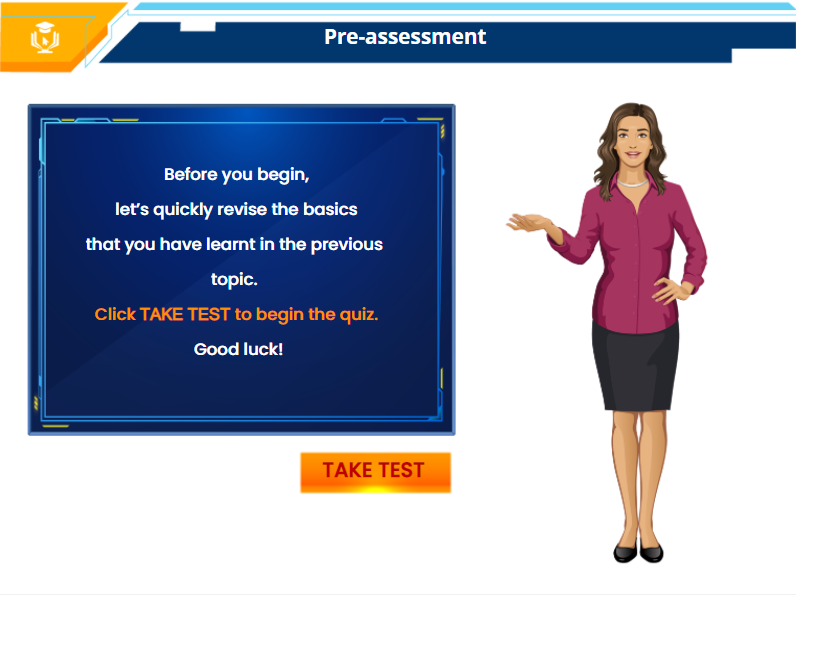 Pre-assessment
Before you begin,
let's quickly revise the basics
that you have learnt in the previous
topic.
Click TAKE TEST to begin the quiz.
Good luck!
TAKE TEST